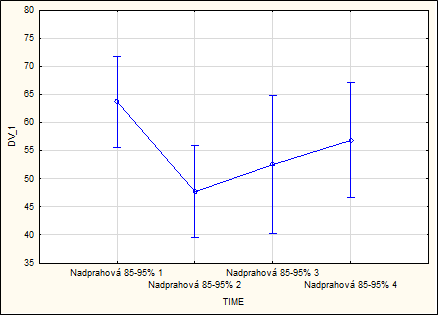 80
75
70
65
60
55
50
45
40
35
DV_1
Nadprahová 85-95% 1
Nadprahová 85-95% 3
Nadprahová 85-95% 2
Nadprahová 85-95% 4
TIME